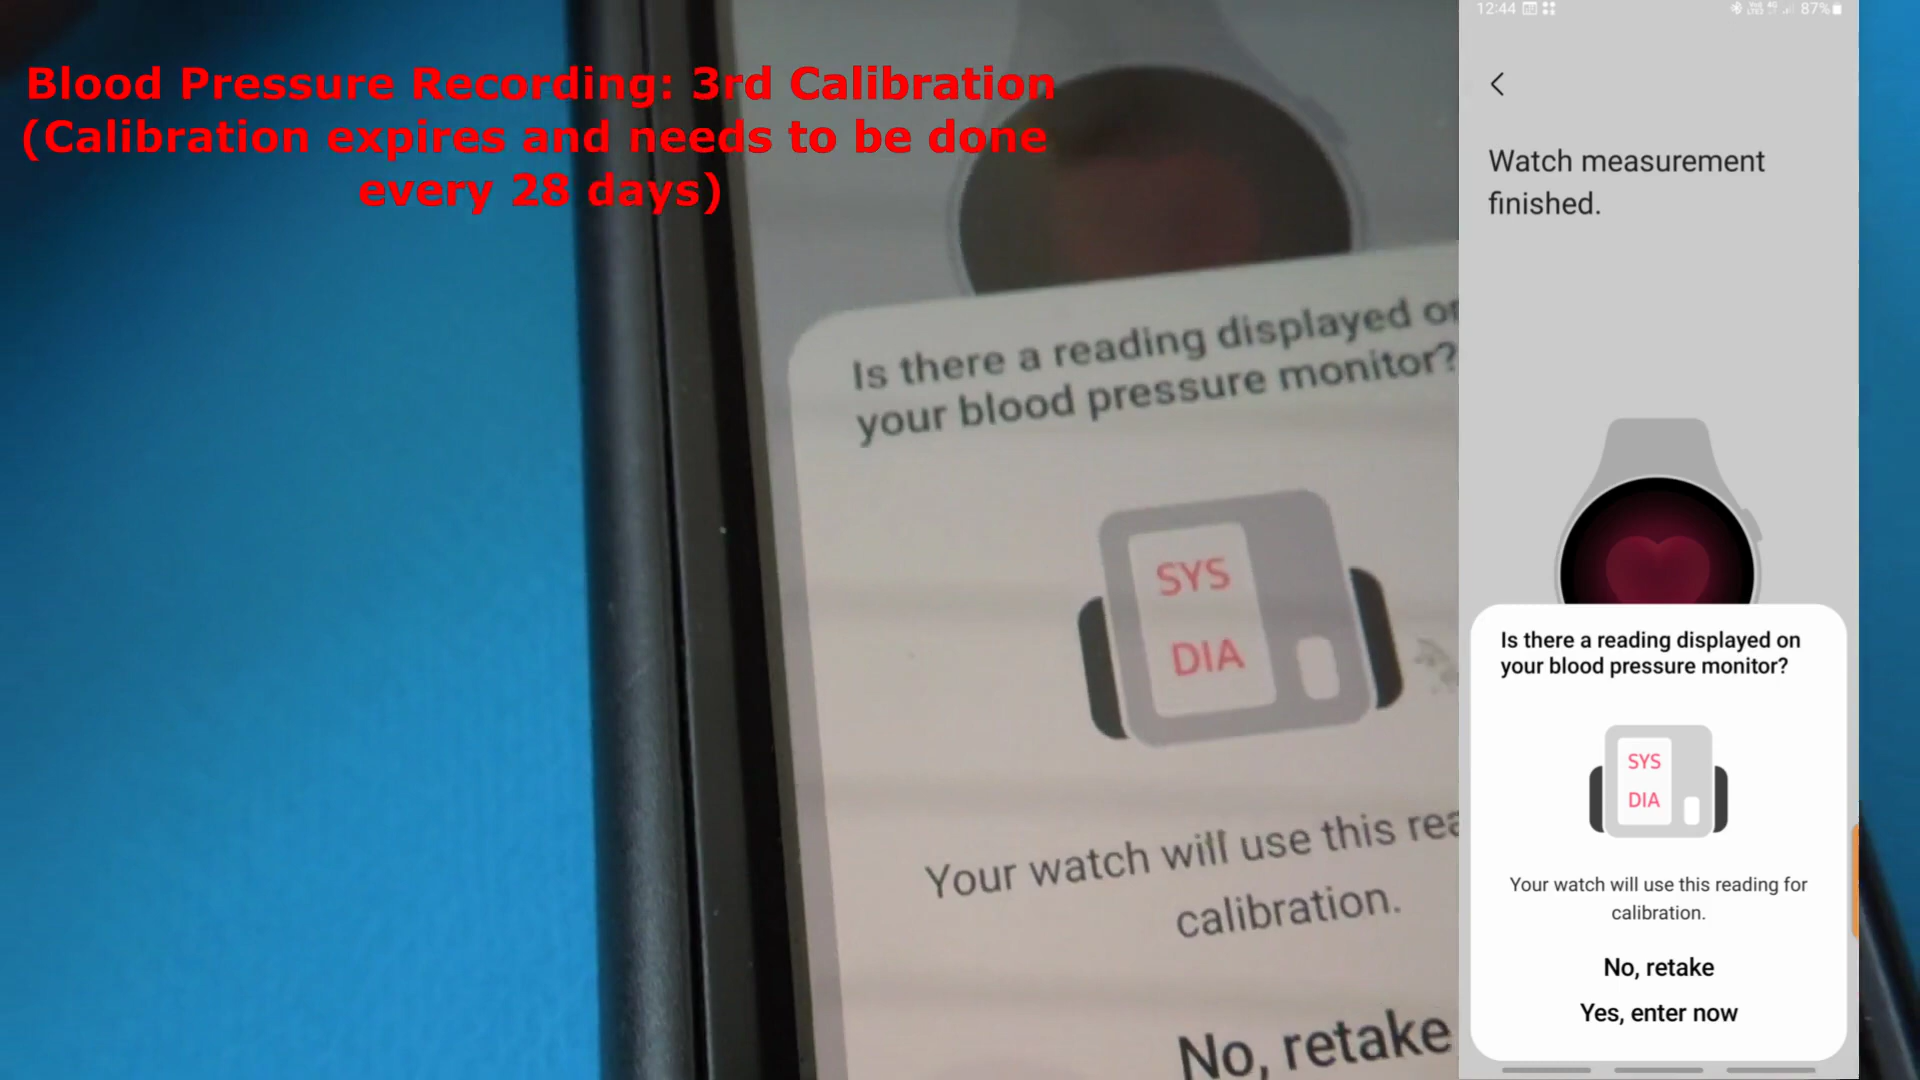 Blood Pressure Recording: 3rd Calibration
(Calibration expires and needs to be done
every 28 days)
Is there a reading displayed
your blood pressure monitor?
SYS
DIA
Your watch will use this
calibration.
No, retake
12:44
87%
Watch measurement
finished.
Is there a reading displayed on
your blood pressure monitor?
SYS
DIA
Your watch will use this reading for
calibration.
No, retake
Yes, enter now